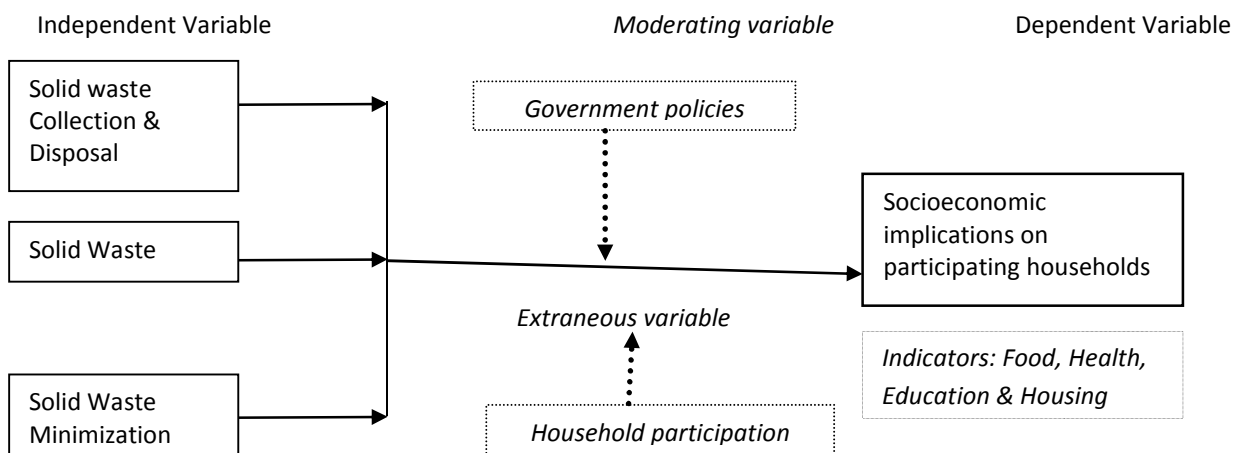 Independent Variable
Moderating variable
Dependent Variable
Solid waste
Collection &
Disposal
Government policies
Solid Waste
Socioeconomic
implications on
participating households
Extraneous variable
Indicators: Food, Health,
Education & Housing
Solid Waste
Minimization
Household participation